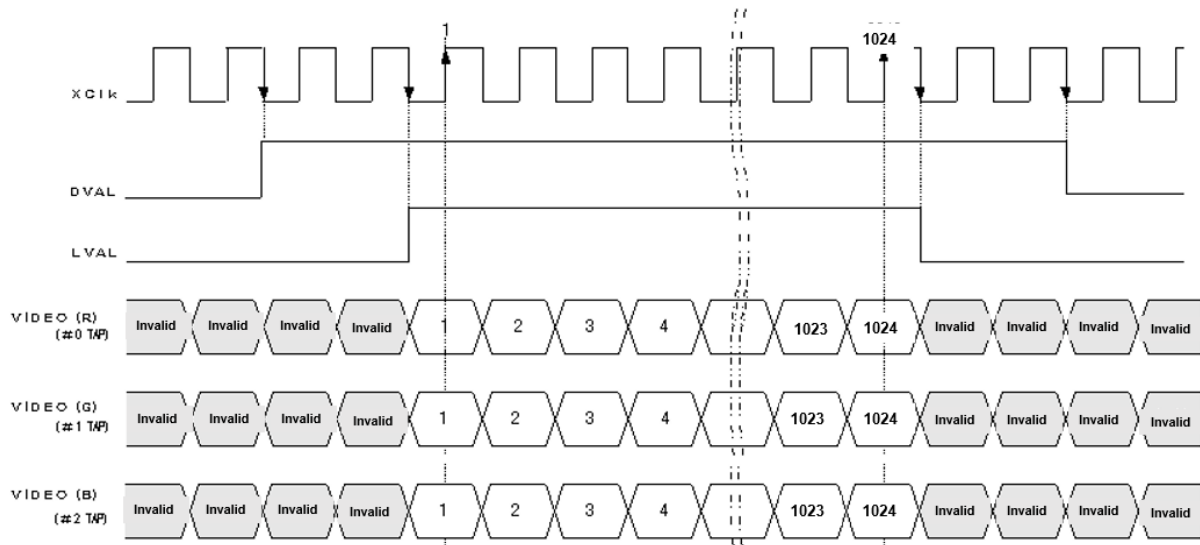 1
1024
XClk
DVAL
LVAL
VIDEO (R)
(#0 TAP)
Invalid Invalid Invalid Invalid 1 2 3 4 1023 1024 Invalid Invalid Invalid Invalid
VIDEO (G)
(#1 TAP)
Invalid Invalid Invalid Invalid 1 2 3 4 1023 1024 Invalid Invalid Invalid Invalid
VIDEO (B)
(#2 TAP)
Invalid Invalid Invalid Invalid 1 2 3 4 1023 1024 Invalid Invalid Invalid Invalid